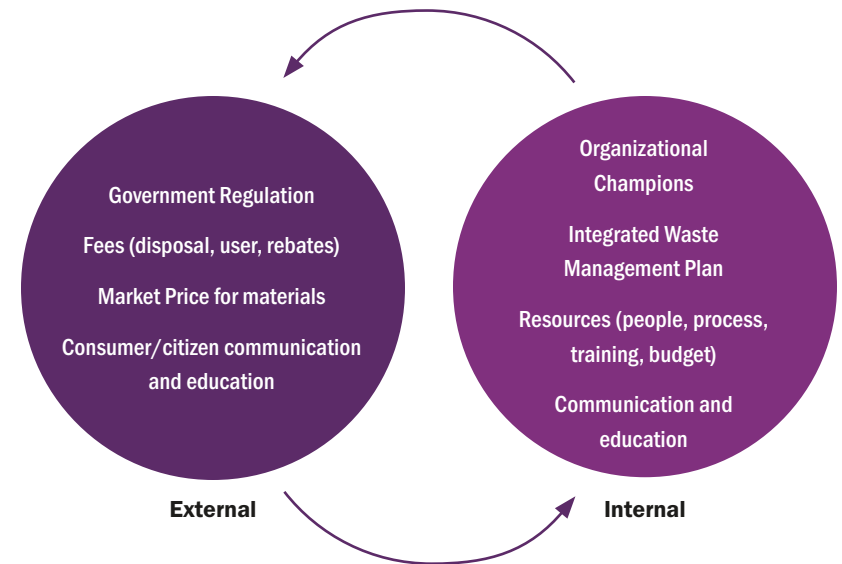 Government Regulation
Fees (disposal, user, rebates)
Market Price for materials
Consumer/citizen communication
and education
External
Organizational
Champions
Integrated Waste
Management Plan
Resources (people, process,
training, budget)
Communication and
education
Internal